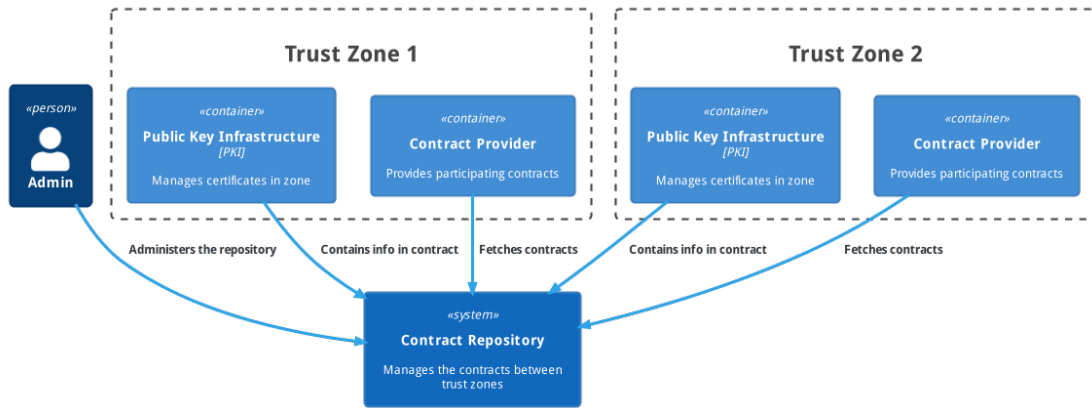 Trust Zone 1
Trust Zone 2
«person»
Admin
«container»
Public Key Infrastructure
[PKI]
Manages certificates in zone
«container»
Contract Provider
Provides participating contracts
«container»
Public Key Infrastructure
[PKI]
Manages certificates in zone
«container»
Contract Provider
Provides participating contracts
Administers the repository
Contains info in contract
Fetches contracts
Contains info in contract
Fetches contracts
«system»
Contract Repository
Manages the contracts between
trust zones